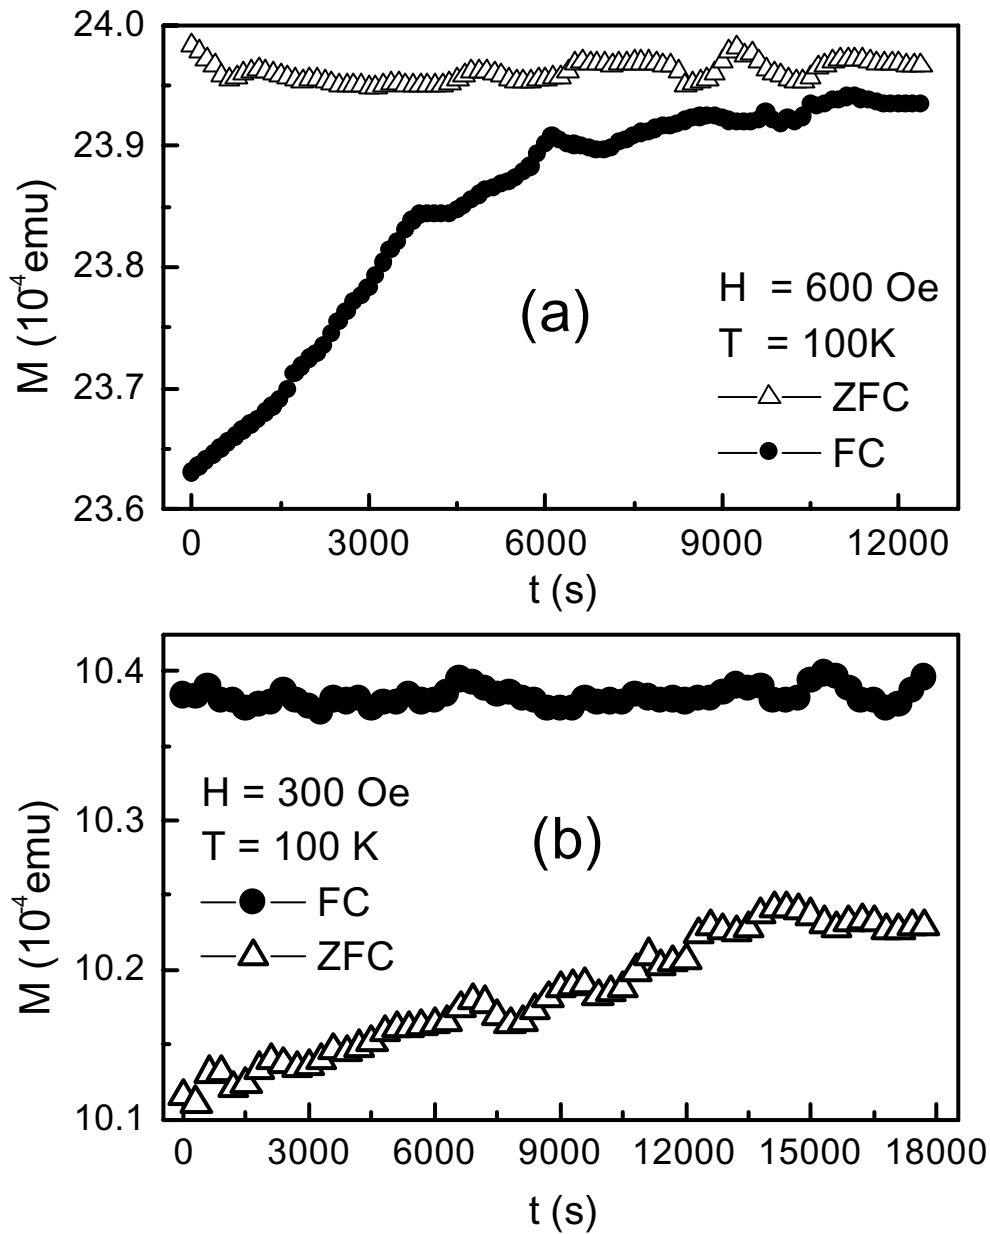 24.0
23.9
23.8
23.7
23.6
M (10⁻⁴emu)
(a)
H = 600 Oe
T = 100K
ZFC
FC
0 3000 6000 9000 12000
t (s)
10.4
10.3
10.2
10.1
M (10⁻⁴emu)
H = 300 Oe
T = 100 K
FC
ZFC
(b)
0 3000 6000 9000 12000 15000 18000
t (s)